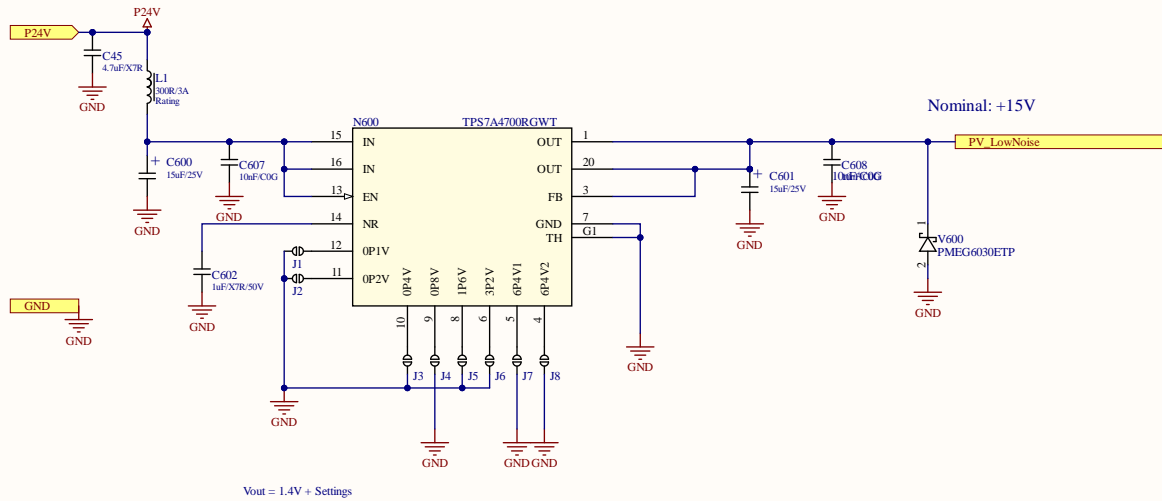 P24V
P24V
C45
4.7uF/X7R
GND
L1
300R/3A
Rating
Nominal: +15V
PV_LowNoise
N600
TPS7A4700RGWT
15
IN
16
IN
13
EN
14
NR
12
0P1V
11
0P2V
OUT
1
OUT
20
FB
3
GND
7
TH
G1
0P4V
0P8V
1P6V
3P2V
6P4V1
6P4V2
10
9
8
6
5
4
C600
15uF/25V
GND
C607
10nF/C0G
GND
C602
1uF/X7R/50V
GND
J1
J2
J3
J4
J5
J6
J7
J8
GND
GND
GND
GND
GND
C601
15uF/25V
GND
C608
GND
1
V600
PMEG6030ETP
2
GND
GND
GND
Vout = 1.4V + Settings